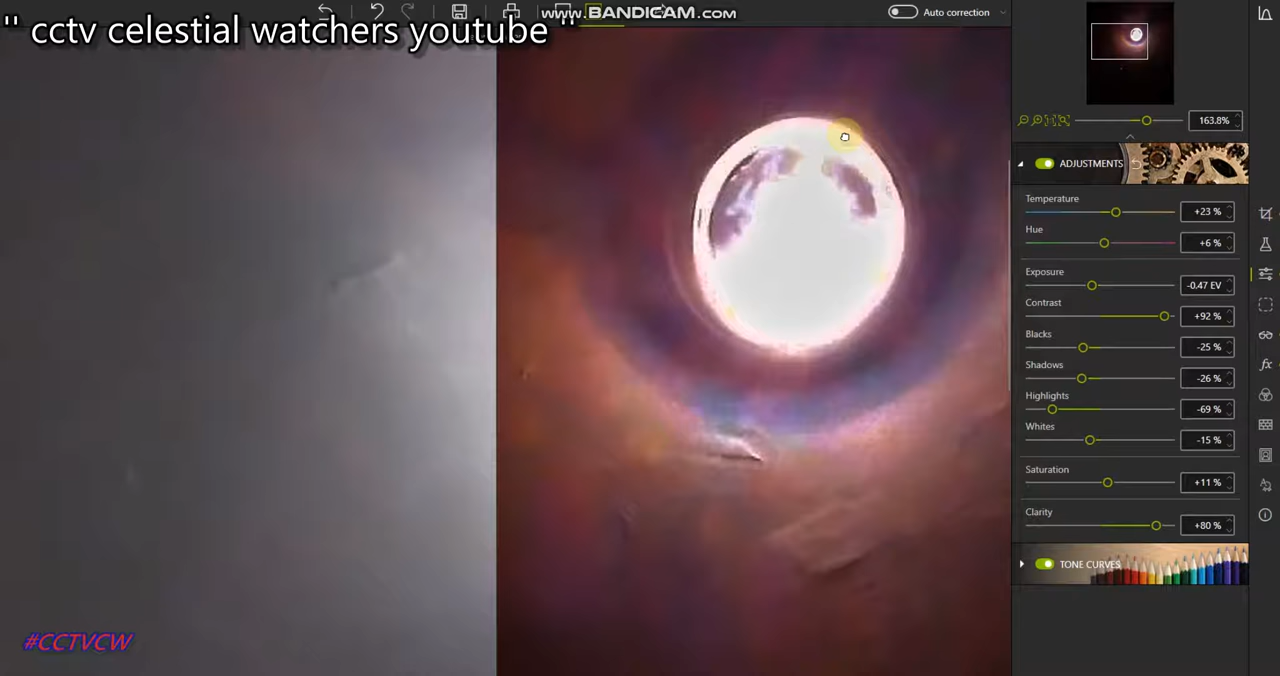 www.BANDICAM.com
Auto correction
" cctv celestial watchers youtube "
163.8%
ADJUSTMENTS
Temperature
+23 %
Hue
+6 %
Exposure
-0.47 EV
Contrast
+92 %
Blacks
-25 %
Shadows
-26 %
Highlights
-69 %
Whites
-15 %
Saturation
+11 %
Clarity
+80 %
TONE CURVES
#CCTVCW